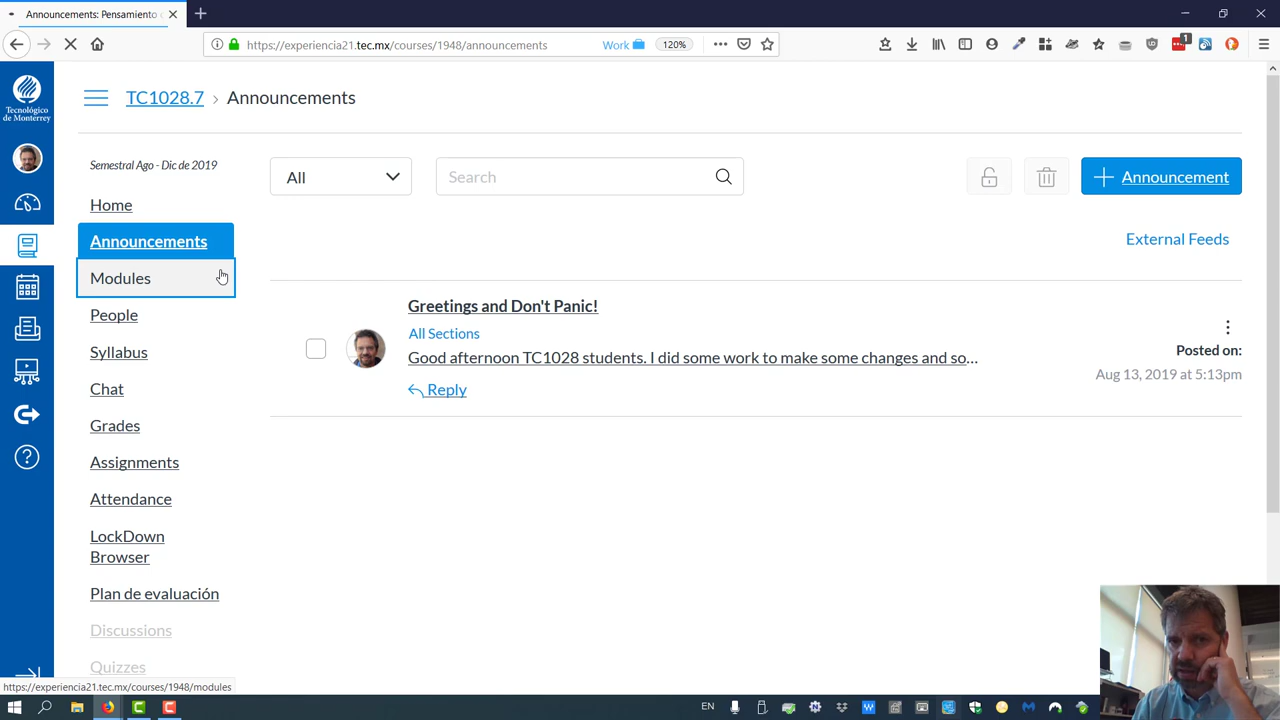 Announcements: Pensamiento
https://experiencia21.tec.mx/courses/1948/announcements
Work
120%
1
Tecnológico
de Monterrey
TC1028.7 › Announcements
Semestral Ago - Dic de 2019
Home
Announcements
Modules
People
Syllabus
Chat
Grades
Assignments
Attendance
LockDown
Browser
Plan de evaluación
Discussions
Quizzes
All
Search
Announcement
External Feeds
Greetings and Don't Panic!
All Sections
Good afternoon TC1028 students. I did some work to make some changes and so...
Reply
Posted on:
Aug 13, 2019 at 5:13pm
https://experiencia21.tec.mx/courses/1948/modules
EN